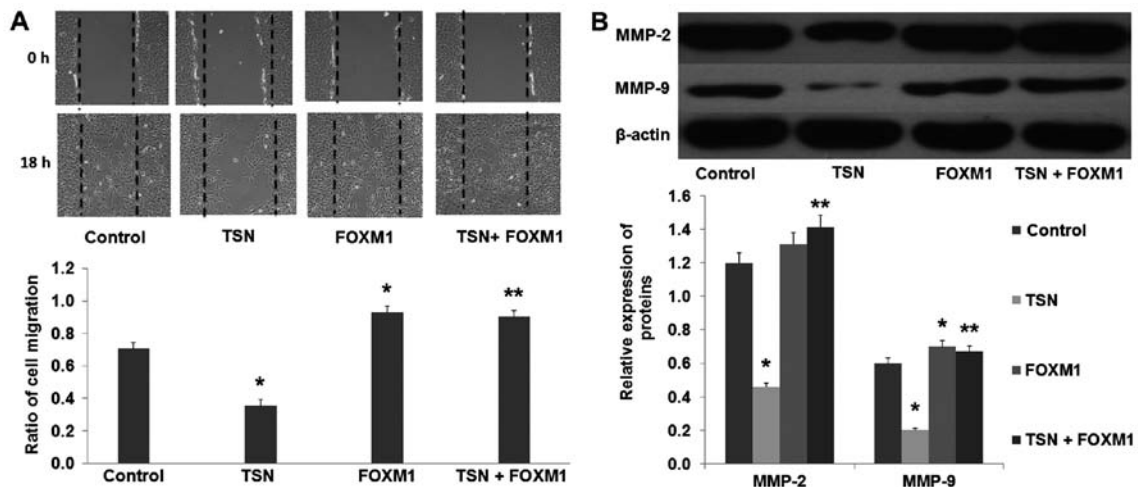 A
0 h
18 h
Control TSN FOXM1 TSN+ FOXM1
Ratio of cell migration
1.2
1.0
0.8
0.6
0.4
0.2
0.0
*
*
**
Control TSN FOXM1 TSN + FOXM1
B
MMP-2
MMP-9
β-actin
Control TSN FOXM1 TSN + FOXM1
Relative expression of
proteins
1.6
1.4
1.2
1.0
0.8
0.6
0.4
0.2
0.0
*
**
*
*
**
MMP-2 MMP-9
Control
TSN
FOXM1
TSN + FOXM1